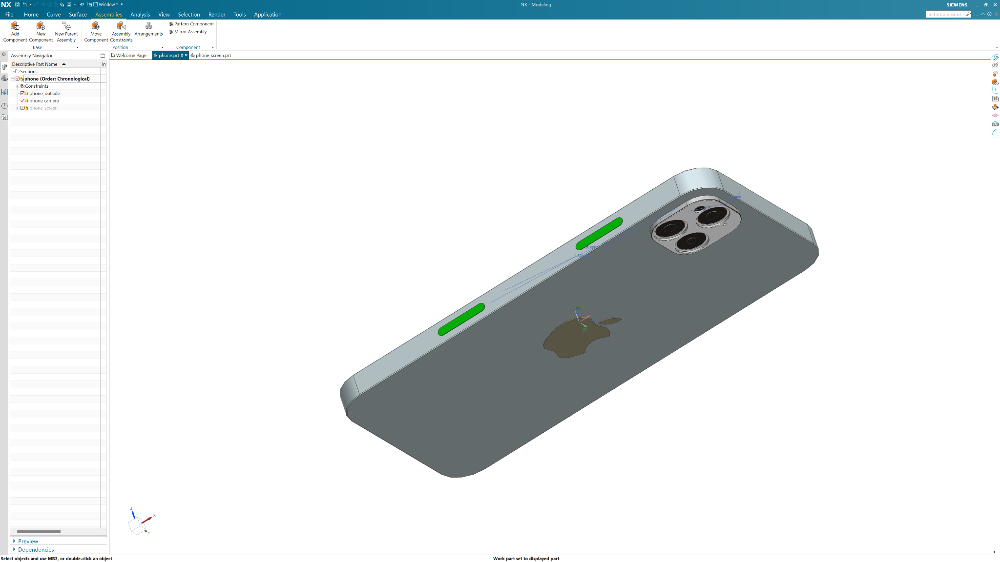 NX
Window
NX - Modeling
SIEMENS
File Home Curve Surface Assemblies Analysis View Selection Render Tools Application
Find a Command
Add Component
New Component
New Parent Assembly
Move Component
Assembly Constraints
Arrangements
Pattern Component
Mirror Assembly
Base
Position
Component
Assembly Navigator
Welcome Page
phone.prt
phone_screen.prt
Descriptive Part Name
Sections
phone (Order: Chronological)
Constraints
phone_outside
phone camera
phone_screen
ZC
YC
Z
X
Y
Preview
Dependencies
Select objects and use MB3, or double-click an object
Work part set to displayed part